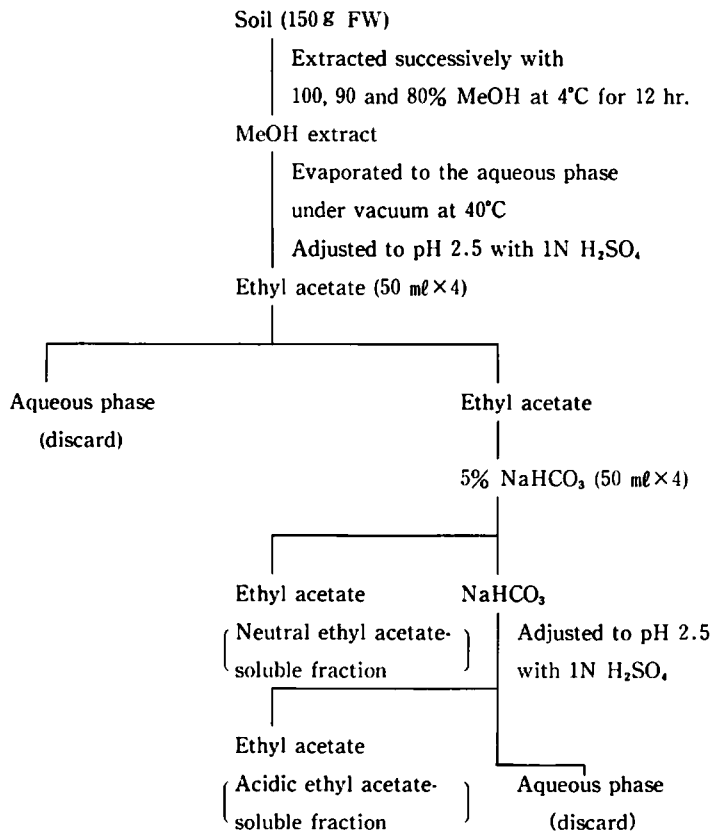 Soil (150g FW)
Extracted successively with
100, 90 and 80% MeOH at 4°C for 12 hr.
MeOH extract
Evaporated to the aqueous phase
under vacuum at 40°C
Adjusted to pH 2.5 with 1N H₂SO₄
Ethyl acetate (50 mℓ×4)
Aqueous phase
(discard)
Ethyl acetate
5% NaHCO₃ (50 mℓ×4)
Ethyl acetate
(Neutral ethyl acetate-
soluble fraction)
NaHCO₃
Adjusted to pH 2.5
with 1N H₂SO₄
Ethyl acetate
(Acidic ethyl acetate-
soluble fraction)
Aqueous phase
(discard)